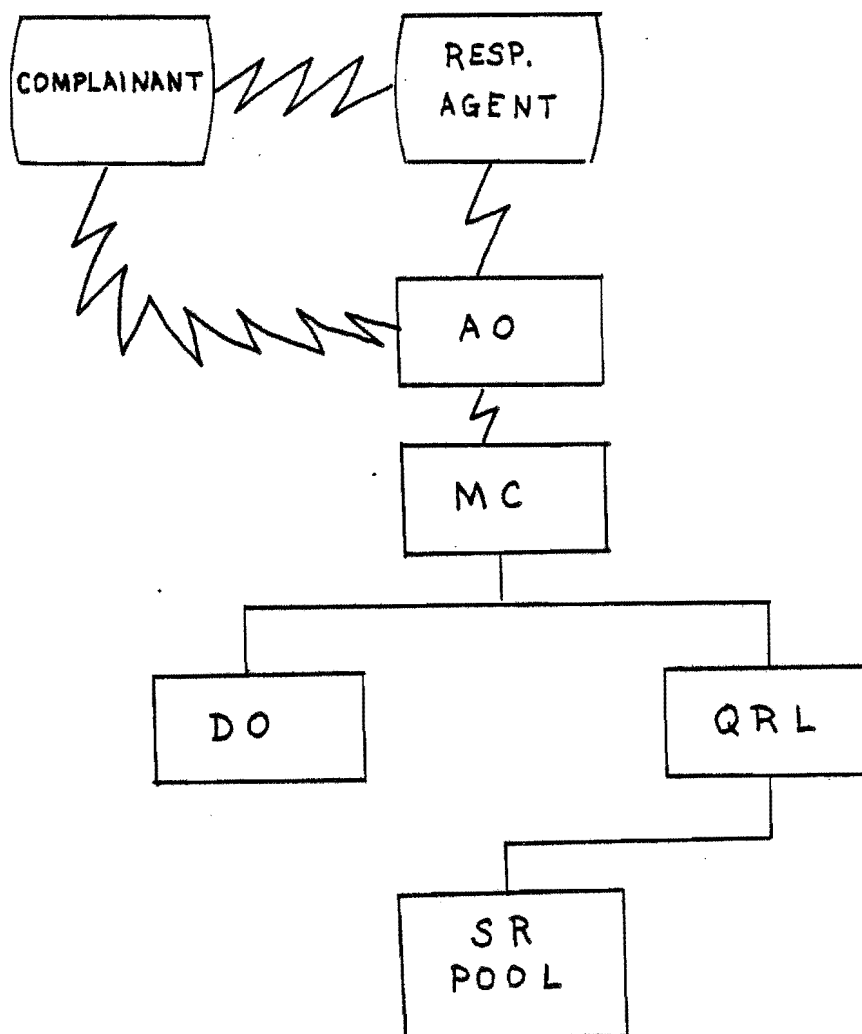 COMPLAINANT
RESP.
AGENT
AO
MC
DO
QRL
SR
POOL